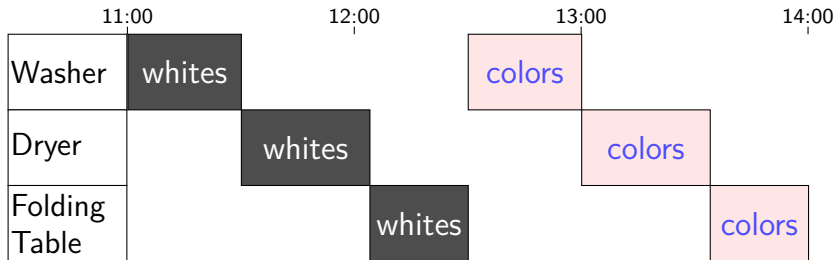 11:00 12:00 13:00 14:00
Washer whites colors
Dryer whites colors
Folding
Table whites colors